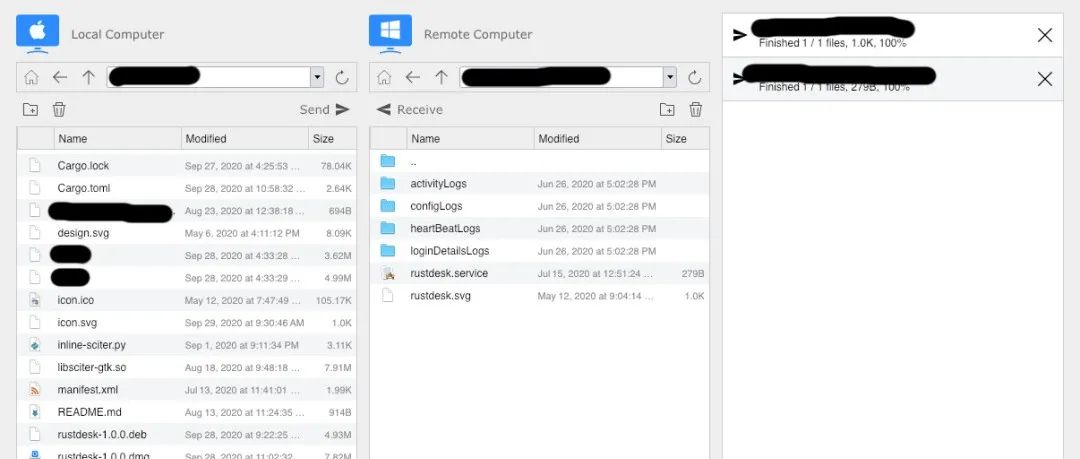 Local Computer
Send
Name Modified Size
Cargo.lock Sep 27, 2020 at 4:25:53 ... 78.04K
Cargo.toml Sep 28, 2020 at 10:58:32 ... 2.64K
Aug 23, 2020 at 12:38:18 ... 694B
design.svg May 6, 2020 at 4:11:12 PM 8.09K
Sep 28, 2020 at 4:33:28 ... 3.62M
Sep 28, 2020 at 4:33:29 ... 4.99M
icon.ico May 12, 2020 at 7:47:49 ... 105.17K
icon.svg Sep 29, 2020 at 9:30:46 AM 1.0K
inline-sciter.py Sep 1, 2020 at 9:11:34 PM 3.11K
libsciter-gtk.so Aug 18, 2020 at 9:48:18 ... 7.91M
manifest.xml Jul 13, 2020 at 11:41:01 ... 1.99K
README.md Aug 13, 2020 at 11:24:35 ... 914B
rustdesk-1.0.0.deb Sep 28, 2020 at 9:22:25 ... 4.93M
rustdesk-1.0.0.dmg Sep 28, 2020 at 11:02:32 ... 7.82M
Remote Computer
Receive
Name Modified Size
..
activityLogs Jun 26, 2020 at 5:02:28 PM
configLogs Jun 26, 2020 at 5:02:28 PM
heartBeatLogs Jun 26, 2020 at 5:02:28 PM
loginDetailsLogs Jun 26, 2020 at 5:02:28 PM
rustdesk.service Jul 15, 2020 at 12:51:24 ... 279B
rustdesk.svg May 12, 2020 at 9:04:14 ... 1.0K
Finished 1 / 1 files, 1.0K, 100%
Finished 1 / 1 files, 279B, 100%